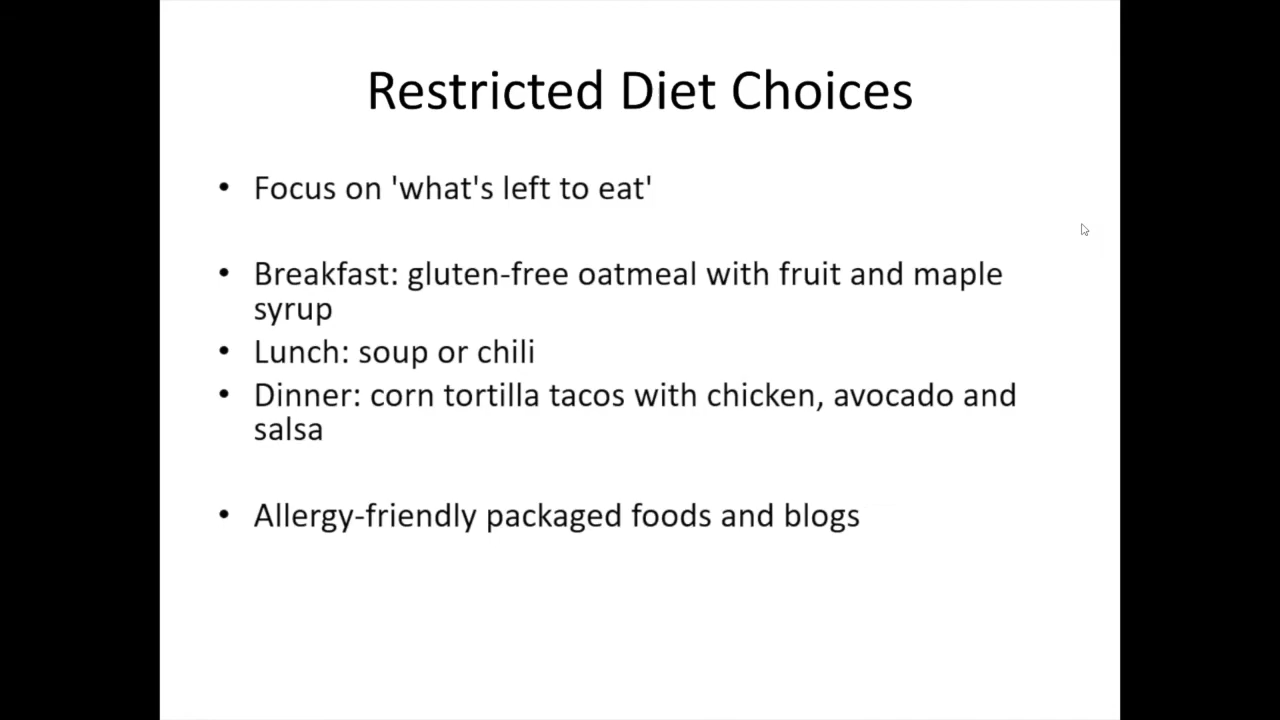 Restricted Diet Choices
• Focus on 'what's left to eat'
• Breakfast: gluten-free oatmeal with fruit and maple
syrup
• Lunch: soup or chili
• Dinner: corn tortilla tacos with chicken, avocado and
salsa
• Allergy-friendly packaged foods and blogs